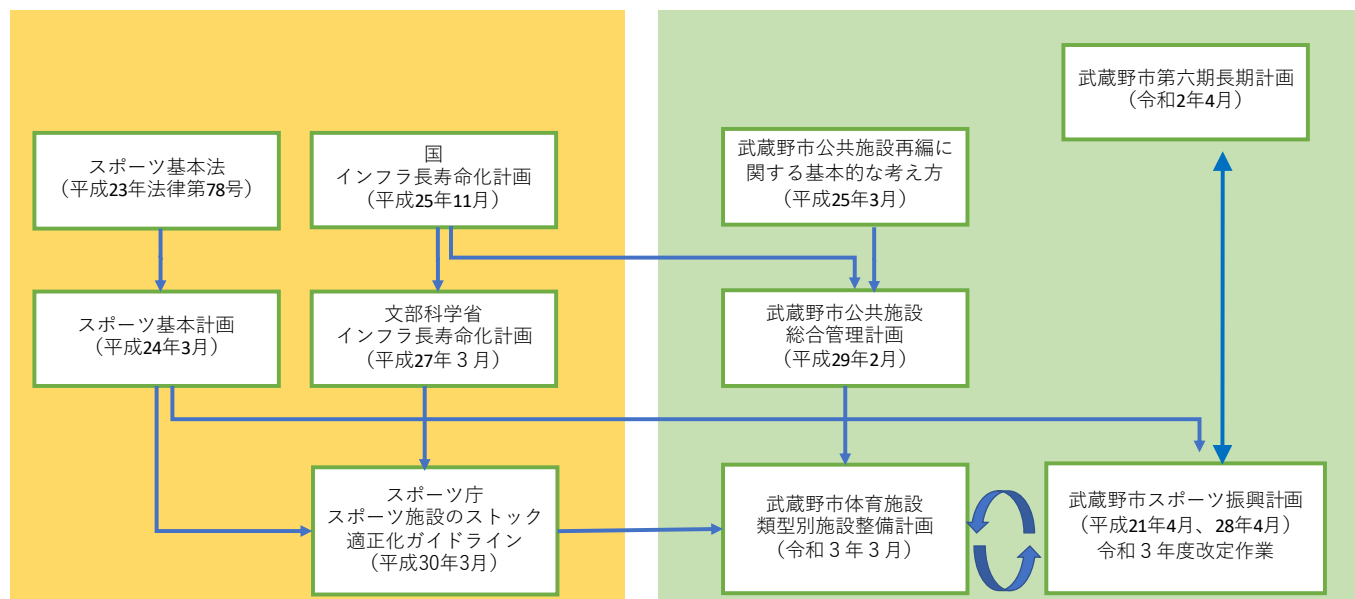 スポーツ基本法
（平成23年法律第78号）
国
インフラ長寿命化計画
（平成25年11月）
武蔵野市公共施設再編に
関する基本的な考え方
（平成25年3月）
武蔵野市第六期長期計画
（令和2年4月）
スポーツ基本計画
（平成24年3月）
文部科学省
インフラ長寿命化計画
（平成27年３月）
武蔵野市公共施設
総合管理計画
（平成29年2月）
スポーツ庁
スポーツ施設のストック
適正化ガイドライン
（平成30年3月）
武蔵野市体育施設
類型別施設整備計画
（令和３年３月）
武蔵野市スポーツ振興計画
（平成21年4月、28年4月）
令和３年度改定作業